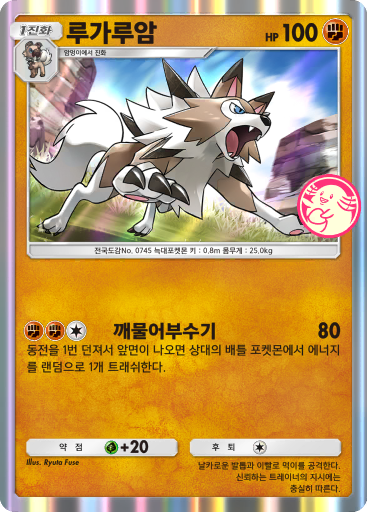 1진화
루가루암
HP 100
암멍이에서 진화
전국도감No. 0745 늑대포켓몬 키 : 0.8m 몸무게 : 25.0kg
깨물어부수기 80
동전을 1번 던져서 앞면이 나오면 상대의 배틀 포켓몬에서 에너지
를 랜덤으로 1개 트래쉬한다.
약점 +20 후퇴
Illus. Ryuta Fuse
날카로운 발톱과 이빨로 먹이를 공격한다.
신뢰하는 트레이너의 지시에는
충실히 따른다.